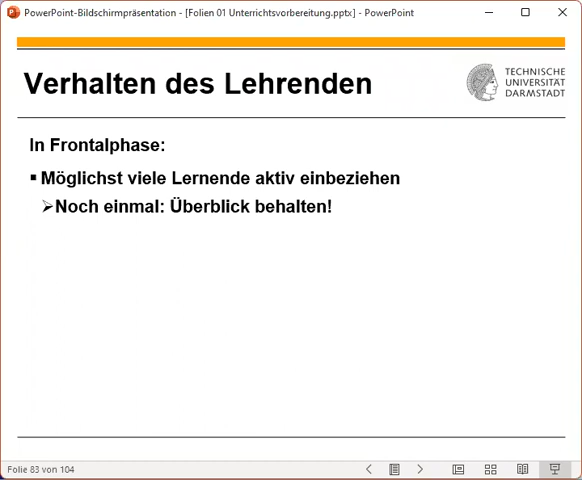 PowerPoint-Bildschirmpräsentation - [Folien 01 Unterrichtsvorbereitung.pptx] - PowerPoint
Verhalten des Lehrenden
TECHNISCHE
UNIVERSITÄT
DARMSTADT
In Frontalphase:
▪ Möglichst viele Lernende aktiv einbeziehen
➢Noch einmal: Überblick behalten!
Folie 83 von 104